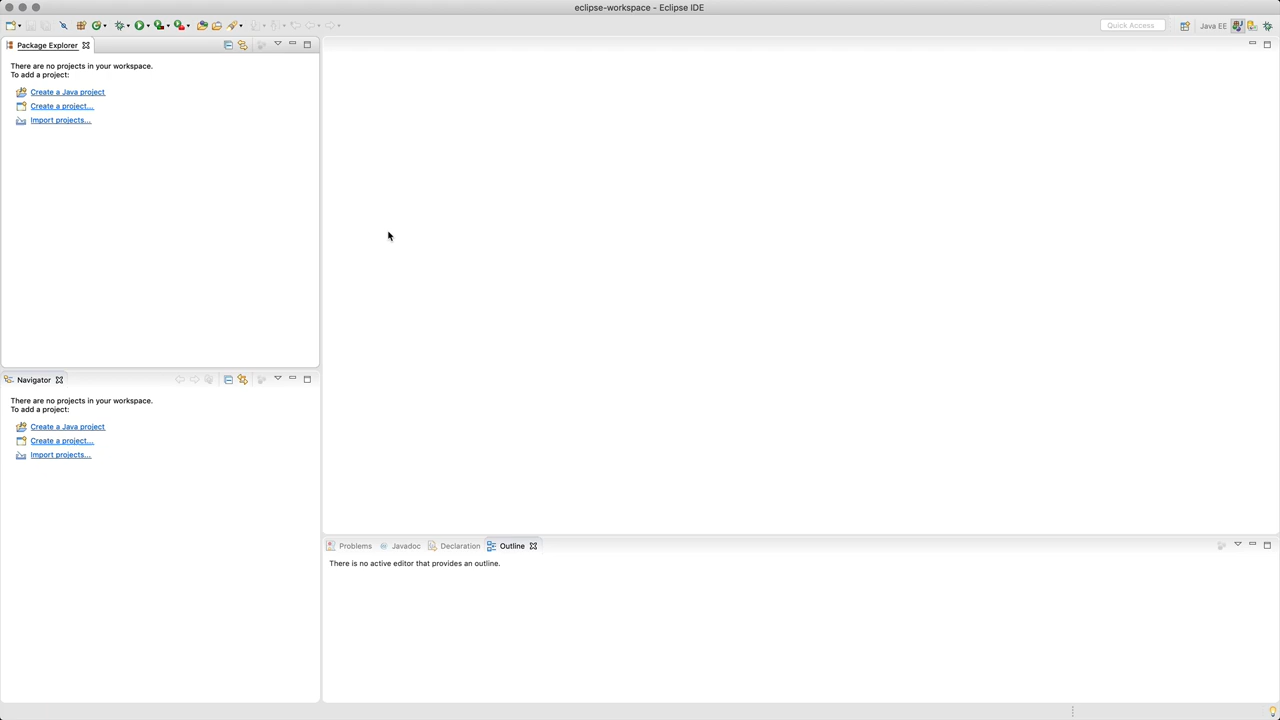 eclipse-workspace - Eclipse IDE
Quick Access
Java EE
Package Explorer
There are no projects in your workspace.
To add a project:
Create a Java project
Create a project...
Import projects...
Navigator
There are no projects in your workspace.
To add a project:
Create a Java project
Create a project...
Import projects...
Problems Javadoc Declaration Outline
There is no active editor that provides an outline.